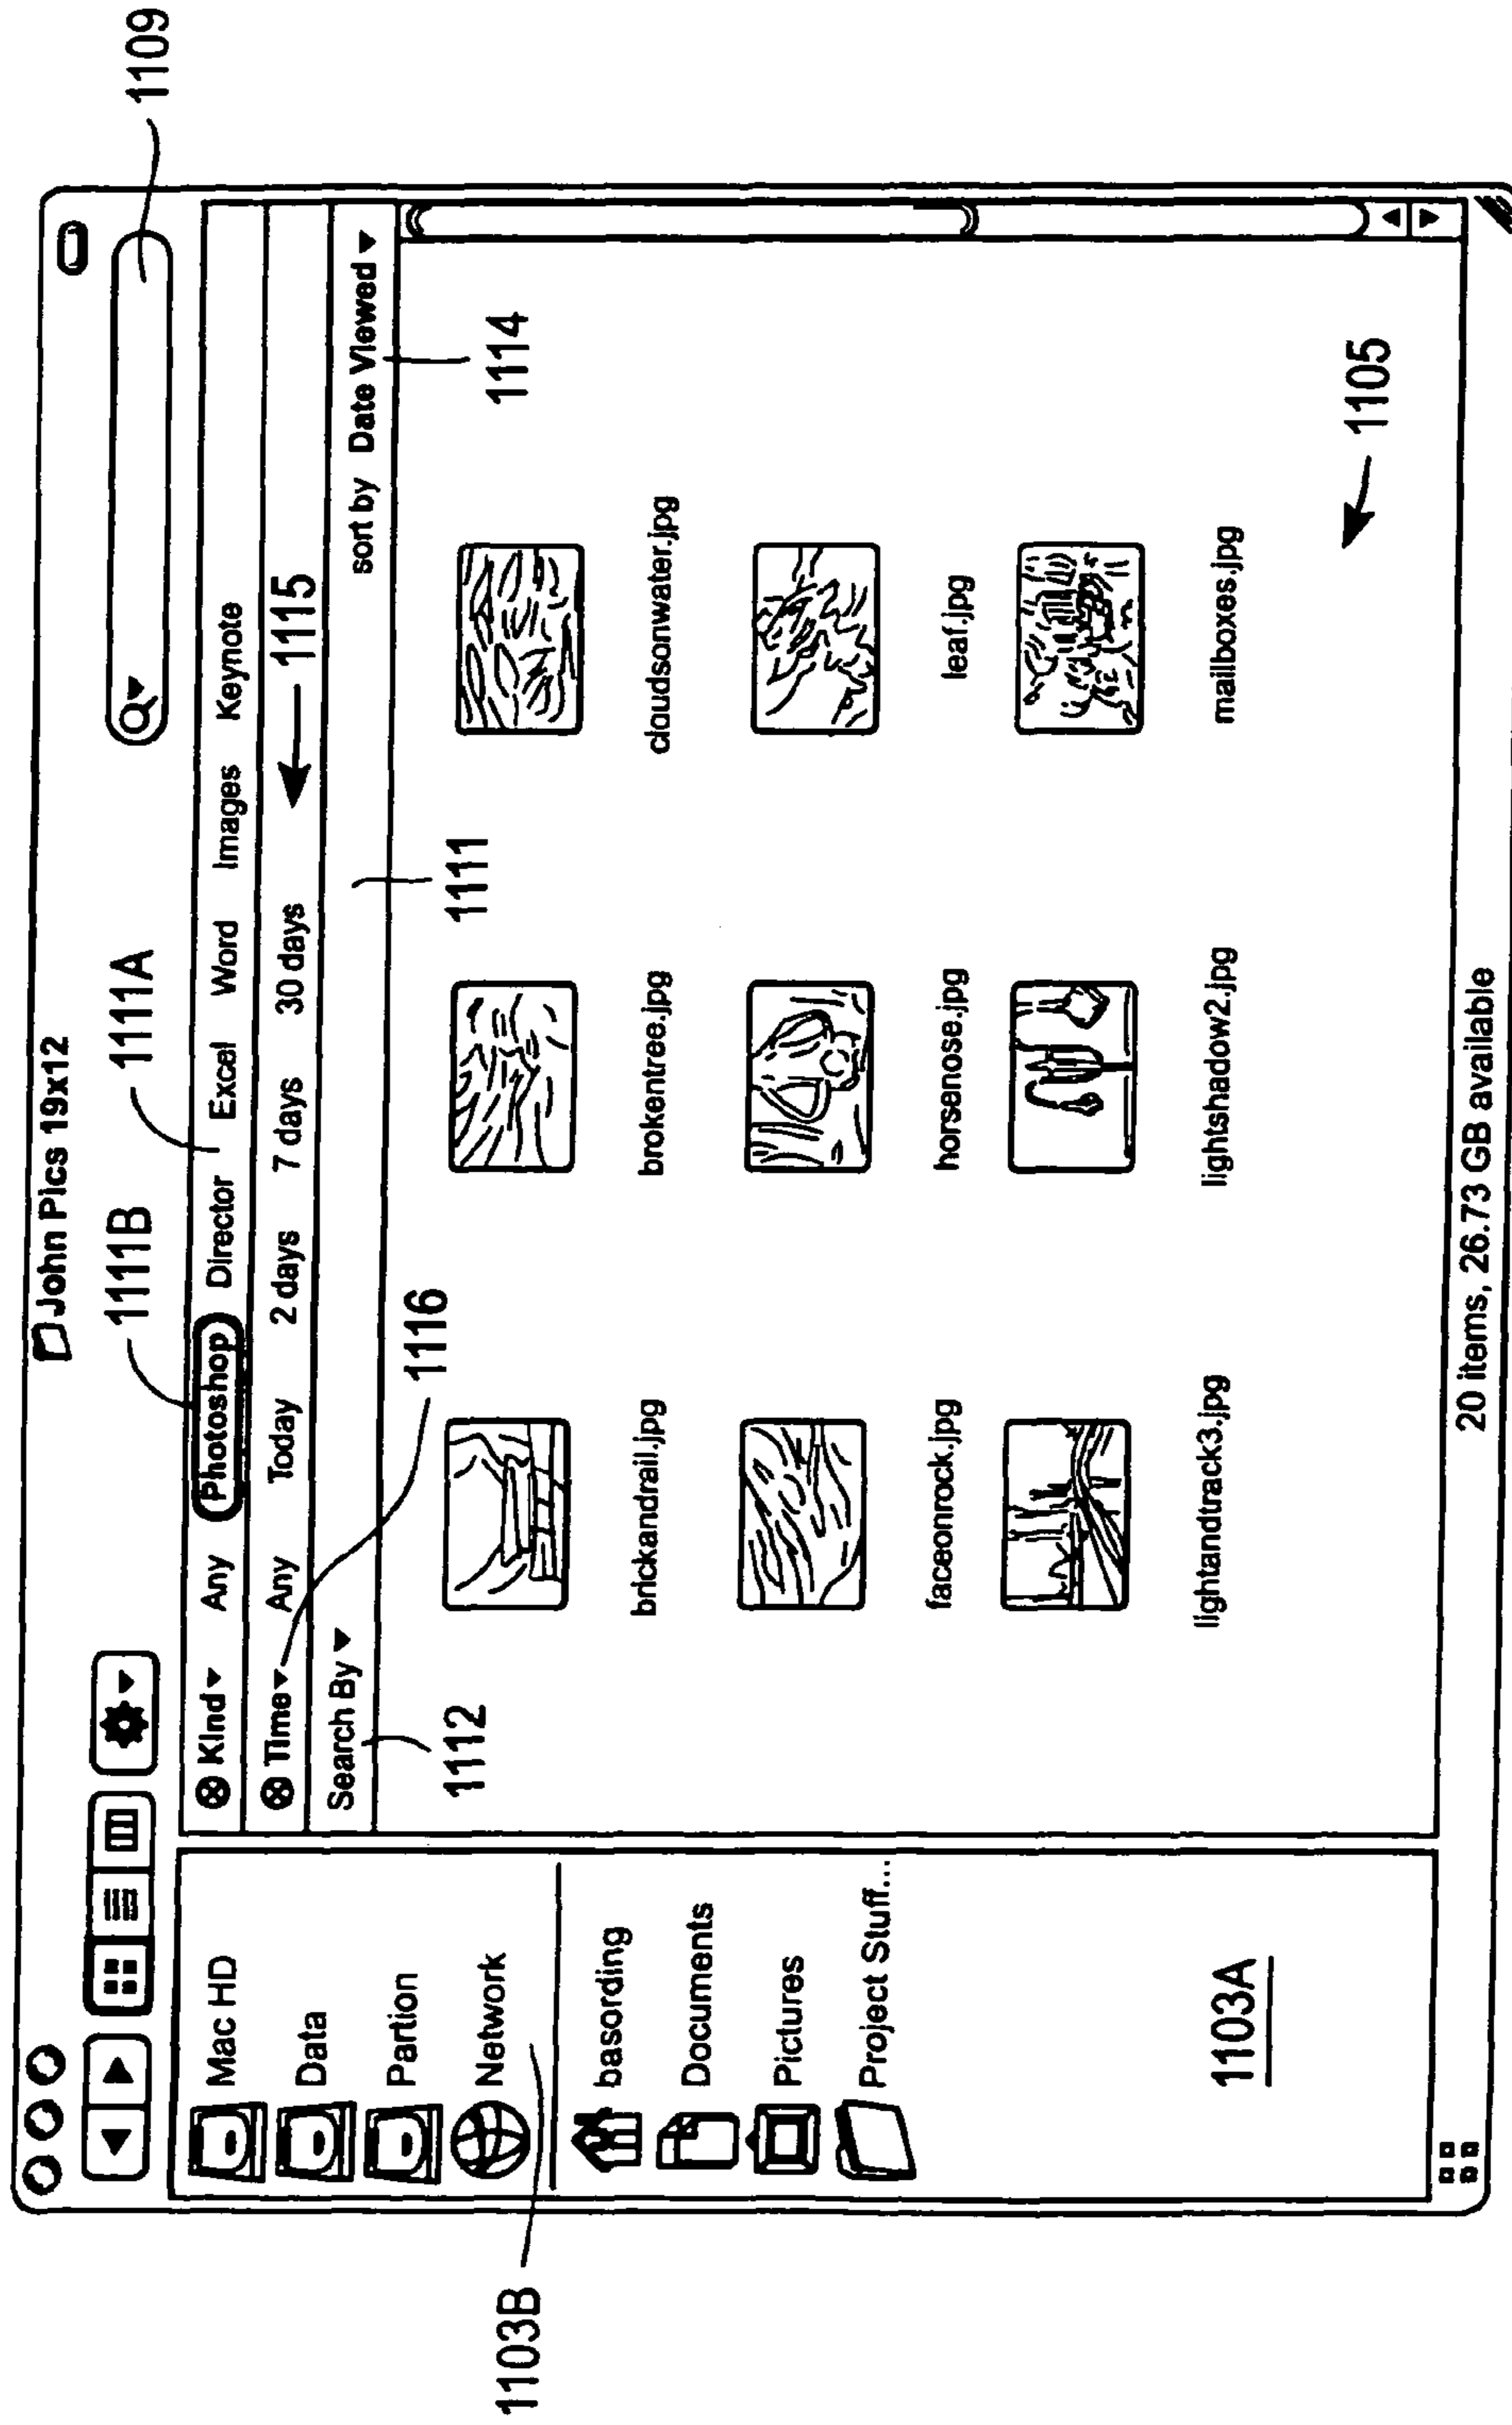 John Pics 19x12
1109
1111B
1111A
Kind Any Photoshop Director Excel Word Images Keynote
Time Any Today 2 days 7 days 30 days
1115
Search By
sort by Date Viewed
1116
1112
1111
1114
Mac HD
Data
Partion
Network
1103B
basording
Documents
Pictures
Project Stuff...
1103A
brickandrail.jpg
brokentree.jpg
cloudsonwater.jpg
faceonrock.jpg
horsenose.jpg
leaf.jpg
lightandtrack3.jpg
lightshadow2.jpg
mailboxes.jpg
1105
20 items, 26.73 GB available